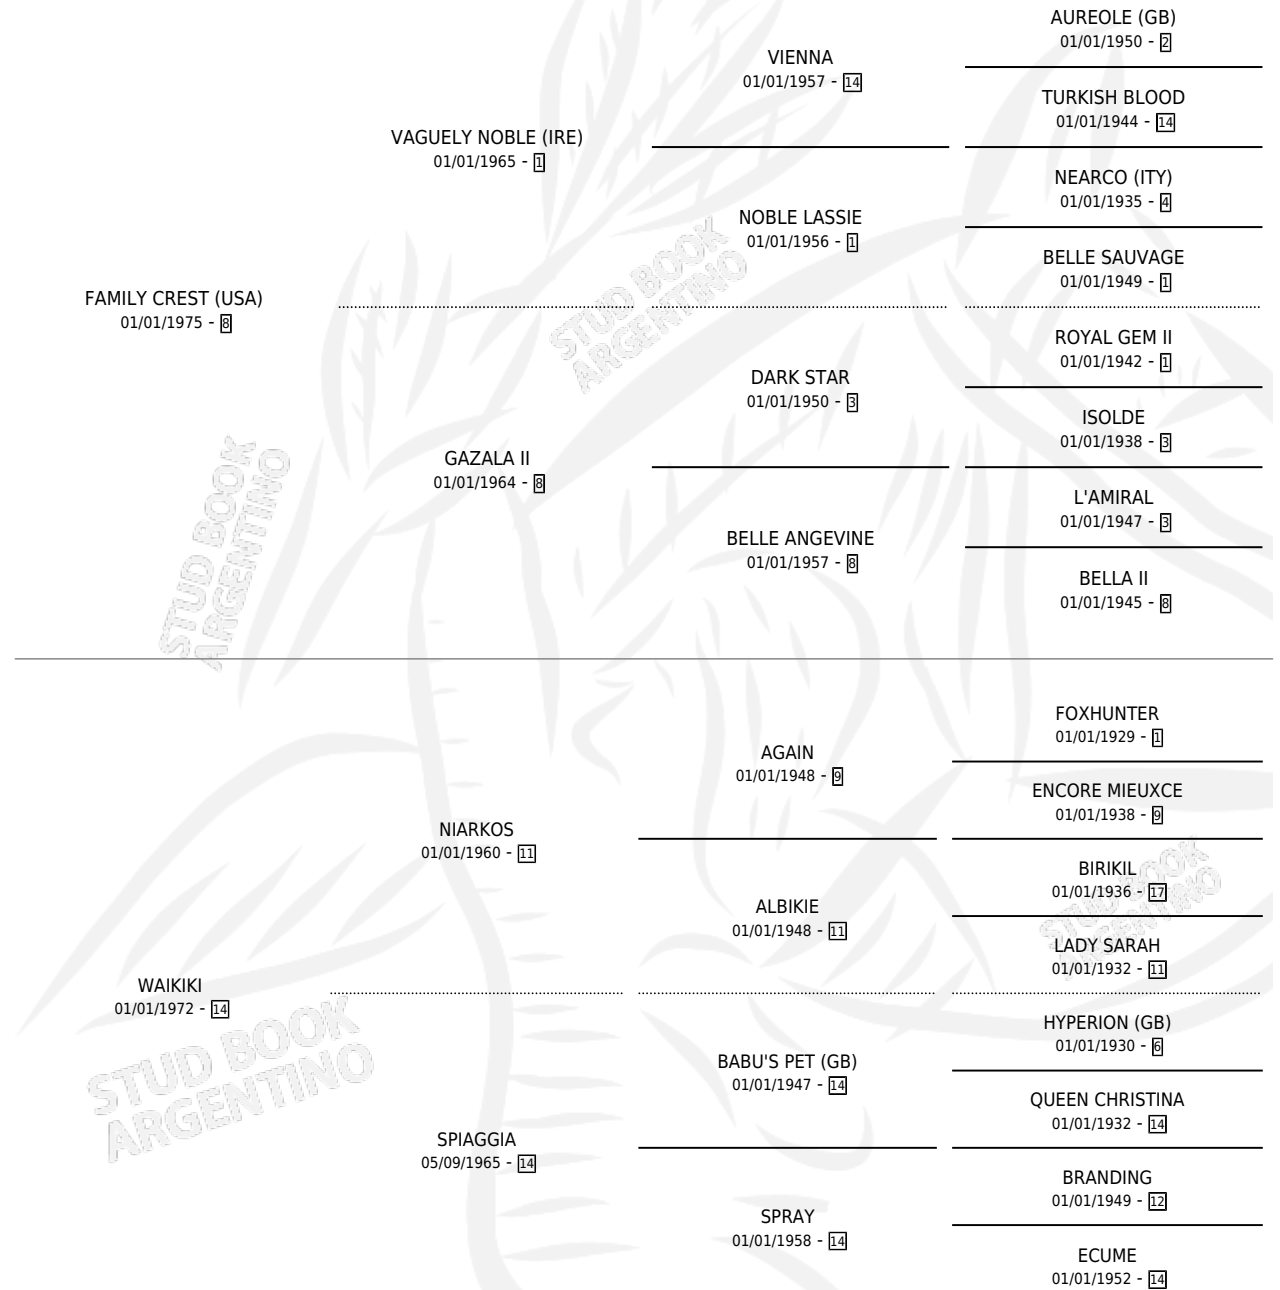 AUREOLE (GB)
01/01/1950 - 2
VIENNA
01/01/1957 - 14
TURKISH BLOOD
01/01/1944 - 14
VAGUELY NOBLE (IRE)
01/01/1965 - 1
NEARCO (ITY)
01/01/1935 - 4
NOBLE LASSIE
01/01/1956 - 1
BELLE SAUVAGE
01/01/1949 - 1
FAMILY CREST (USA)
01/01/1975 - 8
STUD BOOK
ARGENTINO
ROYAL GEM II
01/01/1942 - 1
DARK STAR
01/01/1950 - 3
ISOLDE
01/01/1938 - 3
GAZALA II
01/01/1964 - 8
L'AMIRAL
01/01/1947 - 3
BELLE ANGEVINE
01/01/1957 - 8
BELLA II
01/01/1945 - 8
STUD BOOK
ARGENTINO
FOXHUNTER
01/01/1929 - 1
AGAIN
01/01/1948 - 9
ENCORE MIEUXCE
01/01/1938 - 9
NIARKOS
01/01/1960 - 11
BIRIKIL
01/01/1936 - 17
ALBIKIE
01/01/1948 - 11
STUD BOOK
ARGENTINO
LADY SARAH
01/01/1932 - 11
WAIKIKI
01/01/1972 - 14
STUD BOOK
ARGENTINO
HYPERION (GB)
01/01/1930 - 6
BABU'S PET (GB)
01/01/1947 - 14
QUEEN CHRISTINA
01/01/1932 - 14
SPIAGGIA
05/09/1965 - 14
BRANDING
01/01/1949 - 12
SPRAY
01/01/1958 - 14
ECUME
01/01/1952 - 14